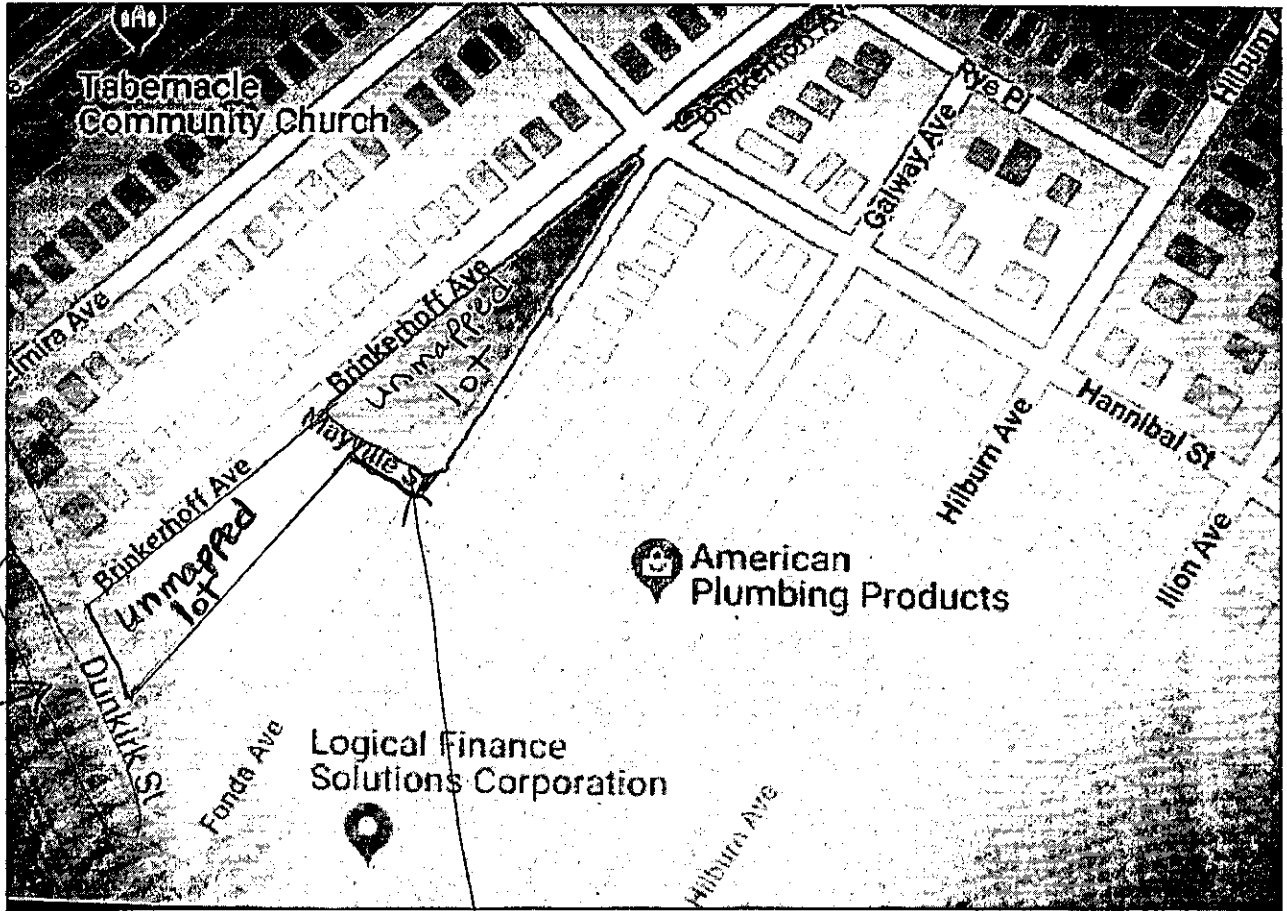 Tabernacle
Community Church
Rye Pl
Hilburn
Galway Ave
Elmira Ave
Brinkerhoff Ave
unmapped
lot
Mayville St
Hannibal St
Hilburn Ave
Brinkerhoff Ave
unmapped
lot
Ilion Ave
American
Plumbing Products
Dunkirk St
Fonda Ave
Logical Finance
Solutions Corporation
Hilburn Ave